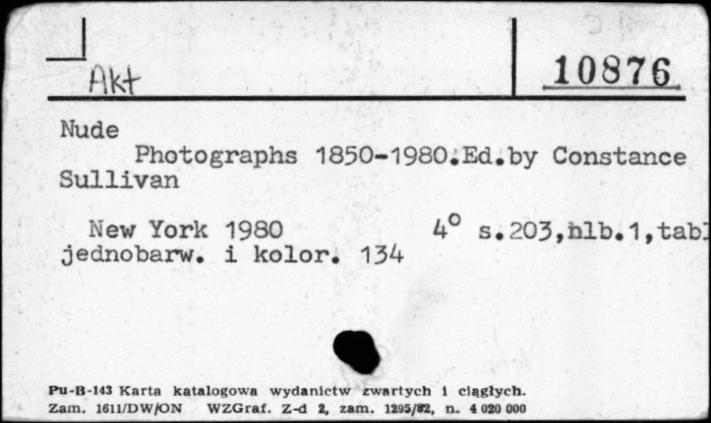 Akt
10876
Nude
Photographs 1850-1980.Ed.by Constance
Sullivan
New York 1980 4° s.203,nlb.1,tabl
jednobarw. i kolor. 134
Pu-B-143 Karta katalogowa wydanictw zwartych i ciągłych.
Zam. 1611/DW/ON WZGraf. Z-d 2, zam. 1295/82, n. 4 020 000